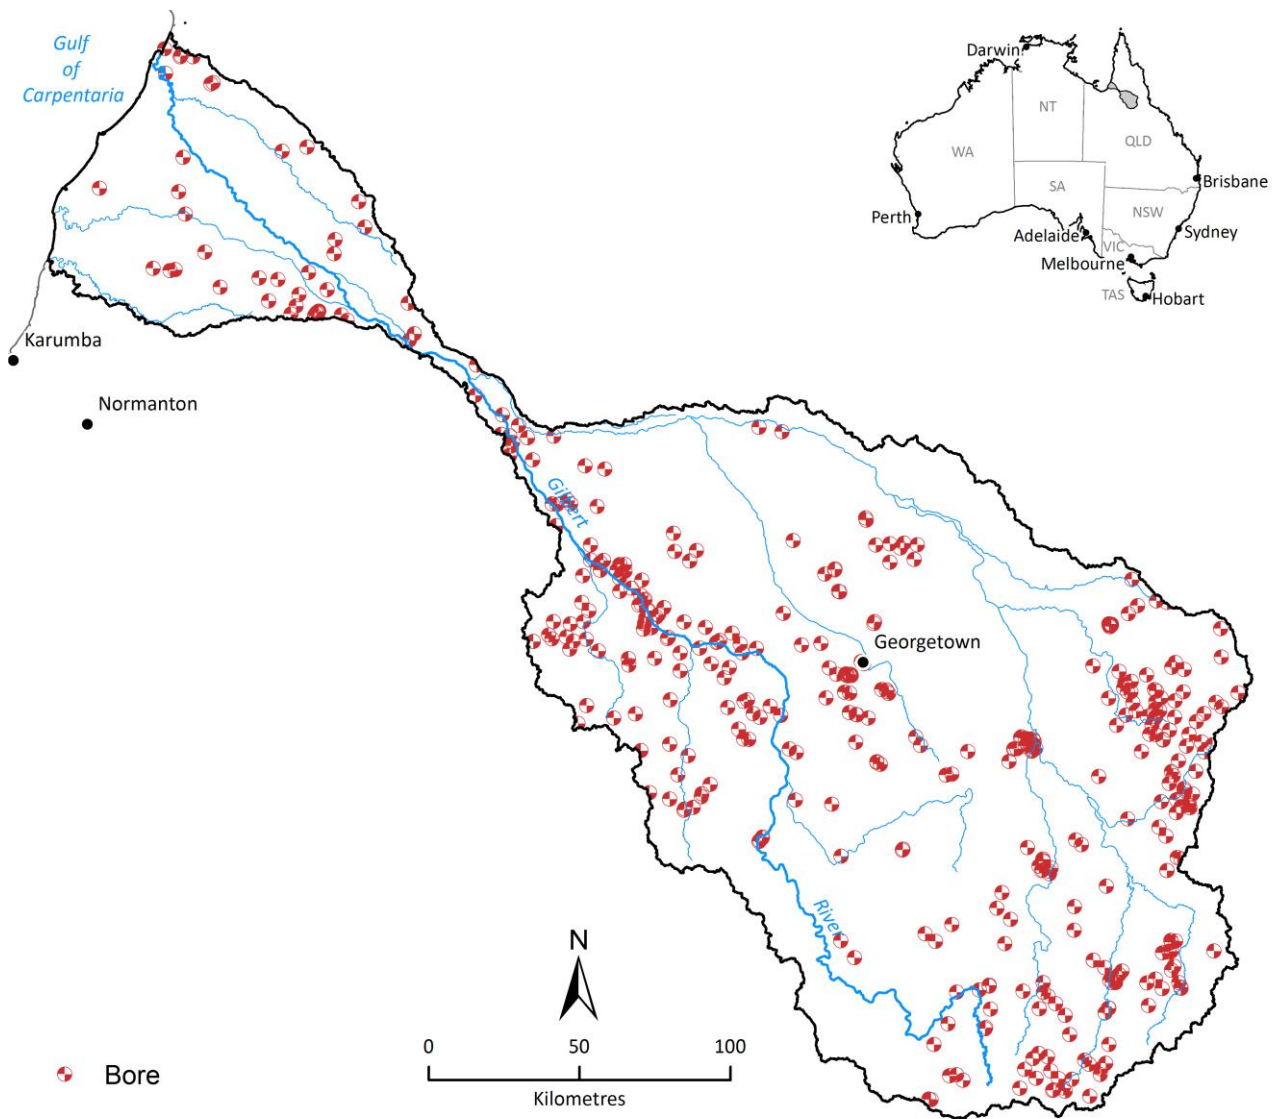 Gulf
of
Carpentaria
Darwin
NT
QLD
WA
SA
Brisbane
NSW
Perth
Adelaide
Sydney
VIC
Melbourne
TAS
Hobart
Karumba
Normanton
Gilbert
Georgetown
River
N
0 50 100
Kilometres
Bore